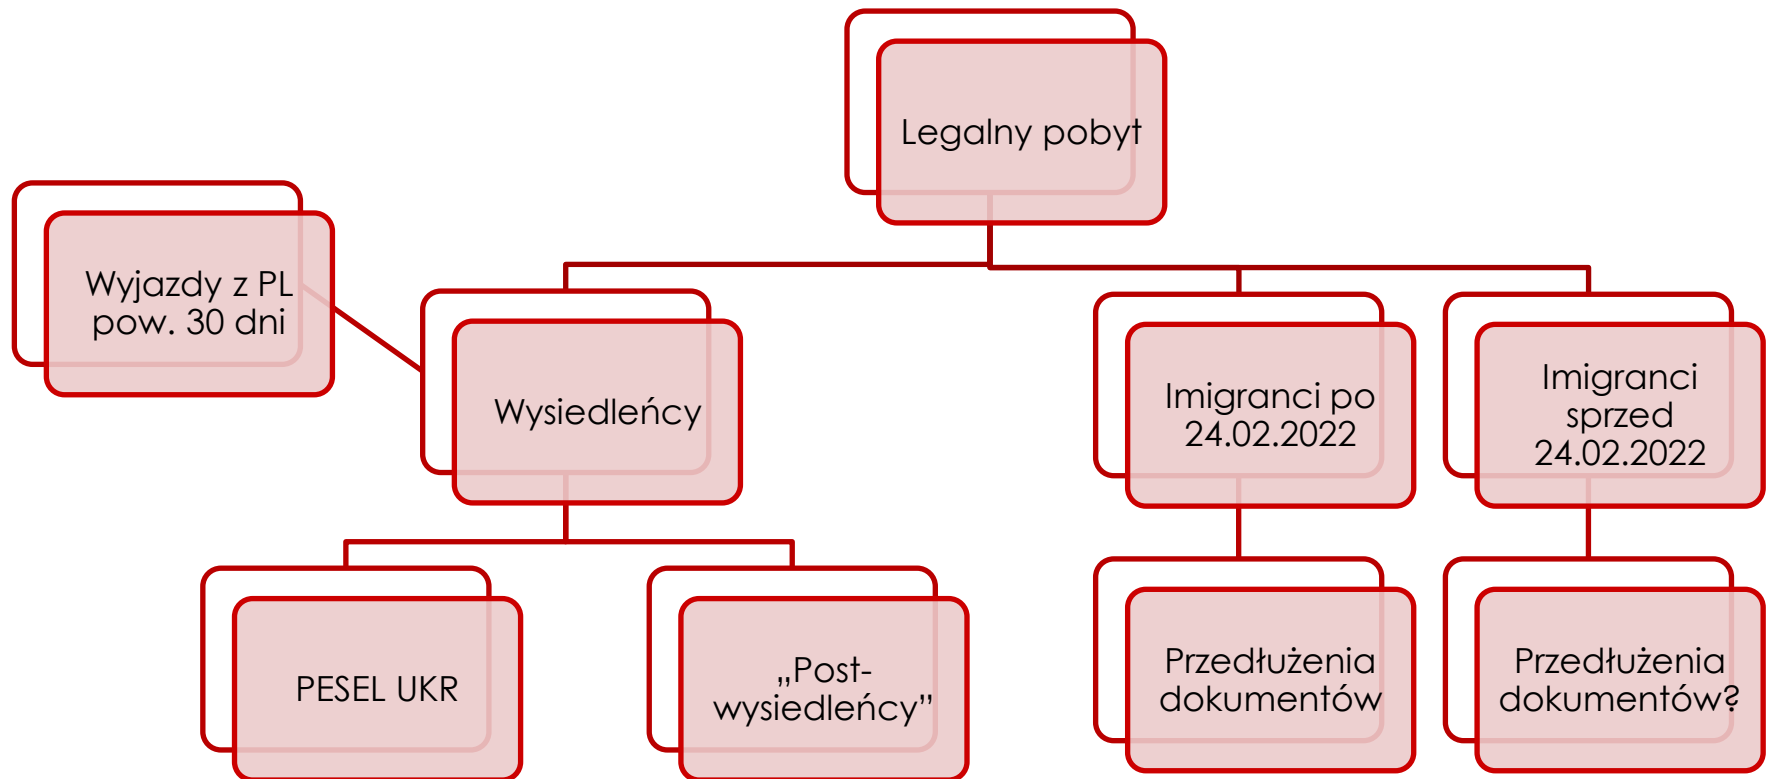 Legalny pobyt
Wyjazdy z PL
pow. 30 dni
Wysiedleńcy
Imigranci po
24.02.2022
Imigranci
sprzed
24.02.2022
PESEL UKR
„Post-
wysiedleńcy”
Przedłużenia
dokumentów
Przedłużenia
dokumentów?